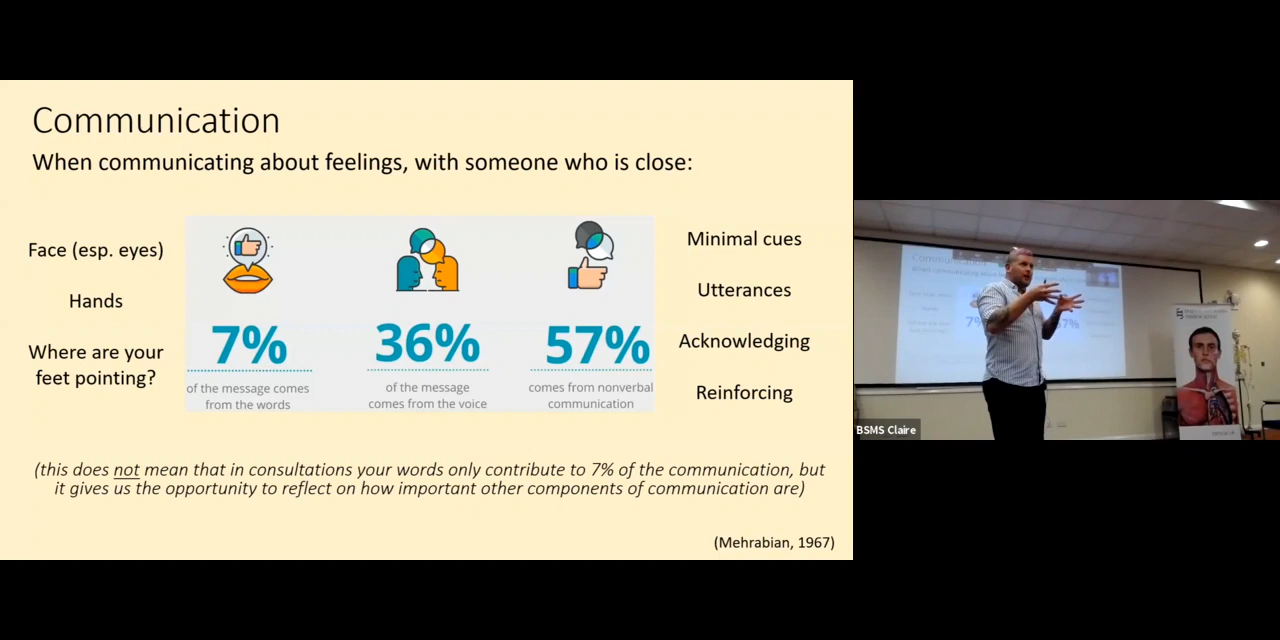 Communication
When communicating about feelings, with someone who is close:
Face (esp. eyes)
Hands
Where are your
feet pointing?
7%
of the message comes
from the words
36%
of the message
comes from the voice
57%
comes from nonverbal
communication
Minimal cues
Utterances
Acknowledging
Reinforcing
(this does not mean that in consultations your words only contribute to 7% of the communication, but
it gives us the opportunity to reflect on how important other components of communication are)
(Mehrabian, 1967)
BSMS Claire